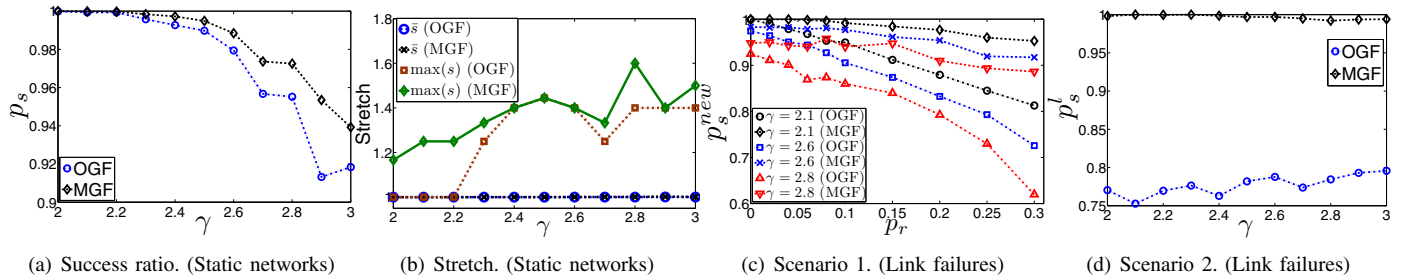 p_s
1
0.98
0.96
0.94
0.92
0.9
2 2.2 2.4 2.6 2.8 3
γ
OGF
MGF
(a) Success ratio. (Static networks)
Stretch
1.8
1.6
1.4
1.2
1
2 2.2 2.4 2.6 2.8 3
γ
s̄ (OGF)
s̄ (MGF)
max(s) (OGF)
max(s) (MGF)
(b) Stretch. (Static networks)
p_s^{new}
1
0.9
0.8
0.7
0.6
0 0.05 0.1 0.15 0.2 0.25 0.3
p_r
γ = 2.1 (OGF)
γ = 2.1 (MGF)
γ = 2.6 (OGF)
γ = 2.6 (MGF)
γ = 2.8 (OGF)
γ = 2.8 (MGF)
(c) Scenario 1. (Link failures)
p_s^l
1
0.95
0.9
0.85
0.8
0.75
2 2.2 2.4 2.6 2.8 3
γ
OGF
MGF
(d) Scenario 2. (Link failures)